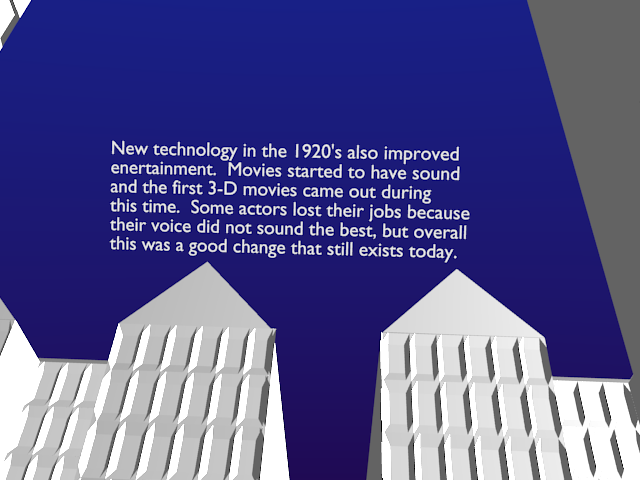 New technology in the 1920's also improved
enertainment.  Movies started to have sound
and the first 3-D movies came out during
this time.  Some actors lost their jobs because
their voice did not sound the best, but overall
this was a good change that still exists today.